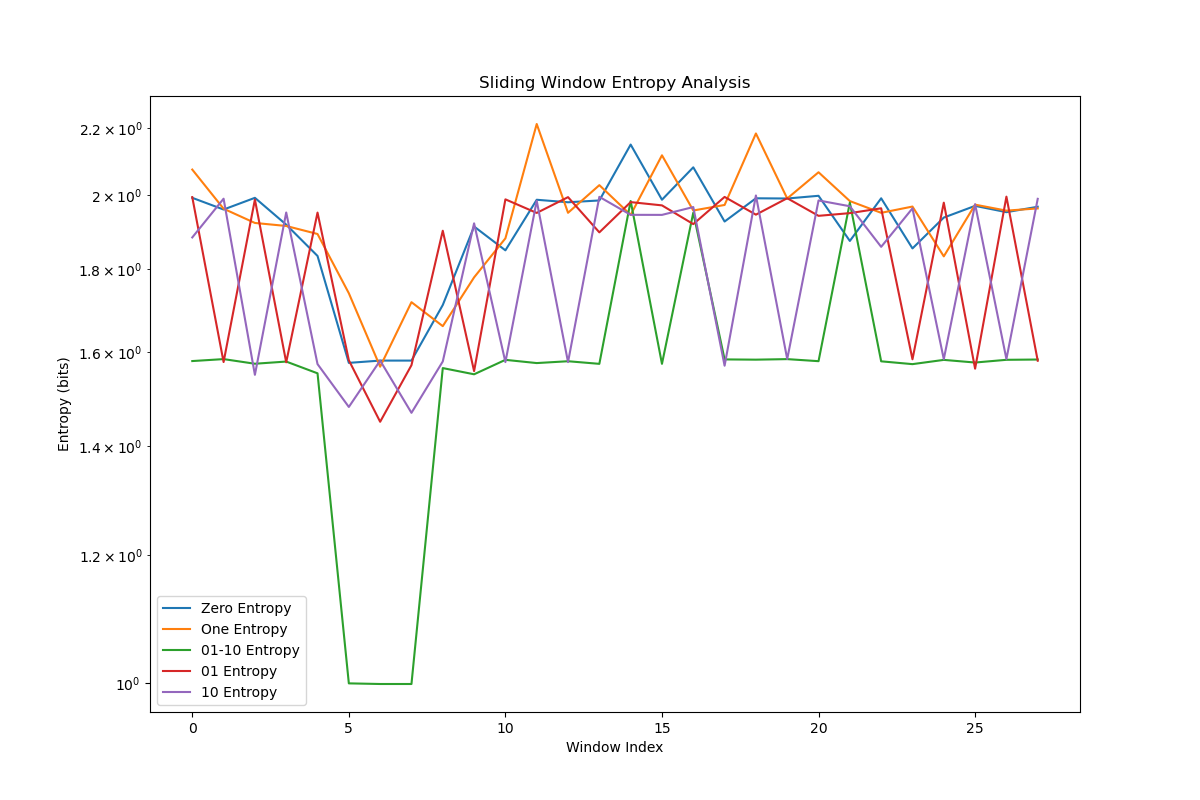 Sliding Window Entropy Analysis
Entropy (bits)
2.2 × 10⁰
2 × 10⁰
1.8 × 10⁰
1.6 × 10⁰
1.4 × 10⁰
1.2 × 10⁰
10⁰
Zero Entropy
One Entropy
01-10 Entropy
01 Entropy
10 Entropy
0 5 10 15 20 25
Window Index